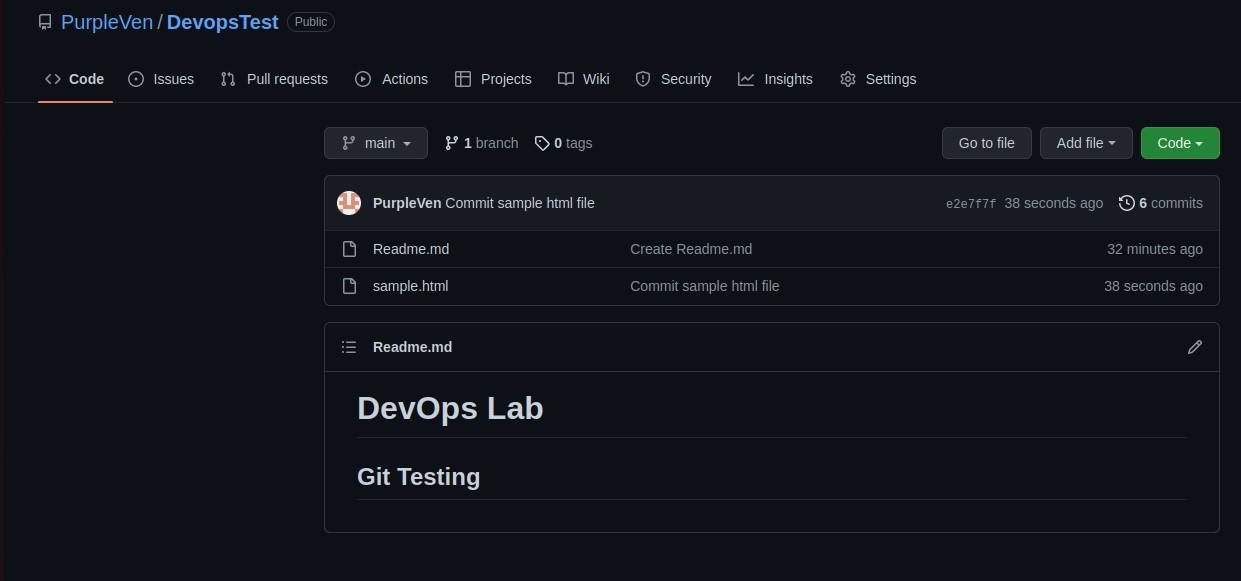 PurpleVen / DevopsTest Public
Code Issues Pull requests Actions Projects Wiki Security Insights Settings
main 1 branch 0 tags Go to file Add file Code
PurpleVen Commit sample html file e2e7f7f 38 seconds ago 6 commits
Readme.md Create Readme.md 32 minutes ago
sample.html Commit sample html file 38 seconds ago
Readme.md
DevOps Lab
Git Testing